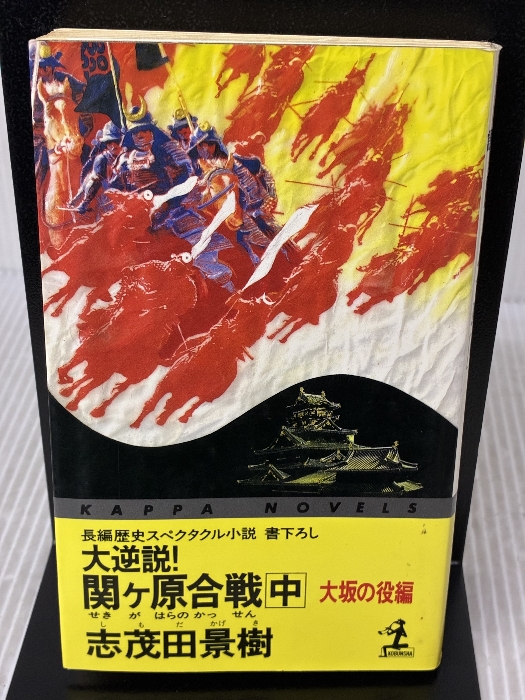 KAPPA NOVELS
長編歴史スペクタクル小説 書下ろし
大逆説!
関ヶ原合戦 中 大坂の役編
せき が はらの かっ せん
し も だ かげ き
志茂田景樹
KOBUNSHA